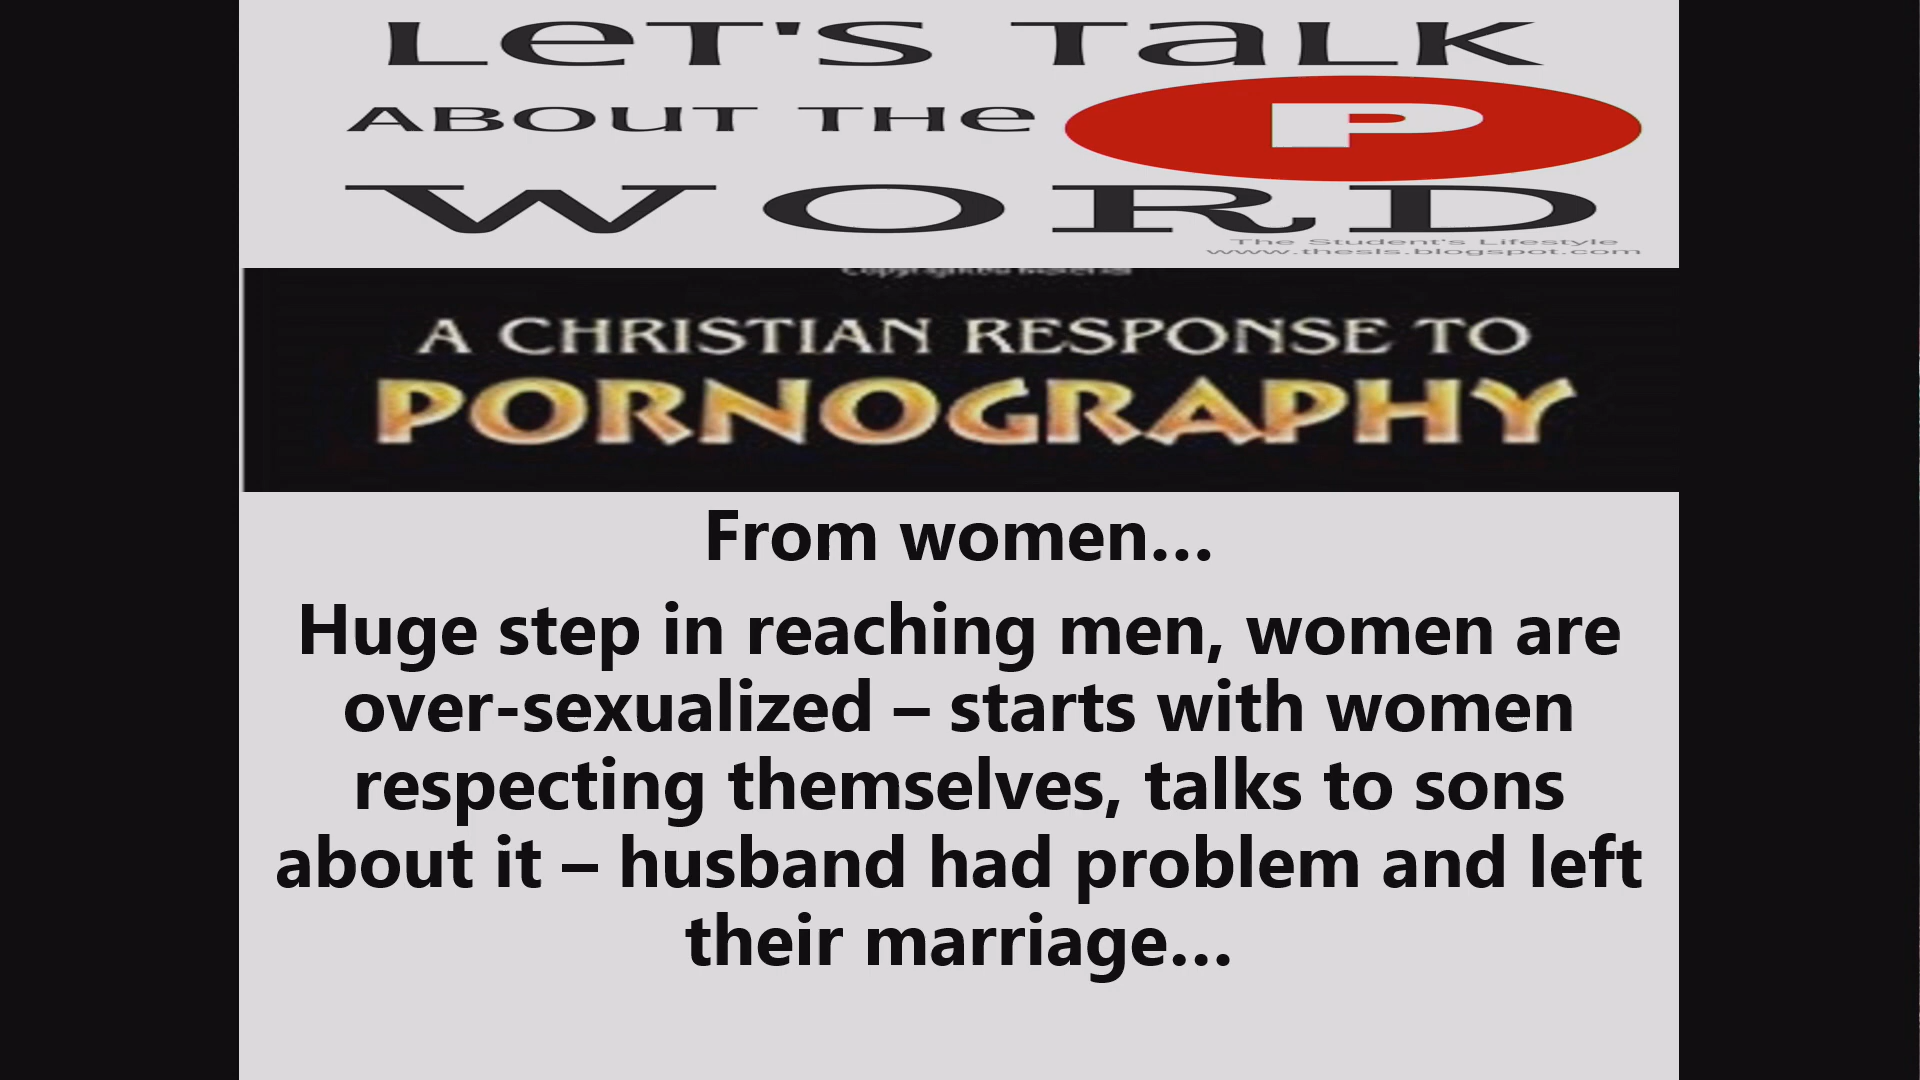 LeT'S TaLK
ABOUT THe P
WORD
The Student's Lifestyle
www.thesls.blogspot.com
Copyrighted Material
A CHRISTIAN RESPONSE TO
PORNOGRAPHY
From women…
Huge step in reaching men, women are
over-sexualized – starts with women
respecting themselves, talks to sons
about it – husband had problem and left
their marriage…